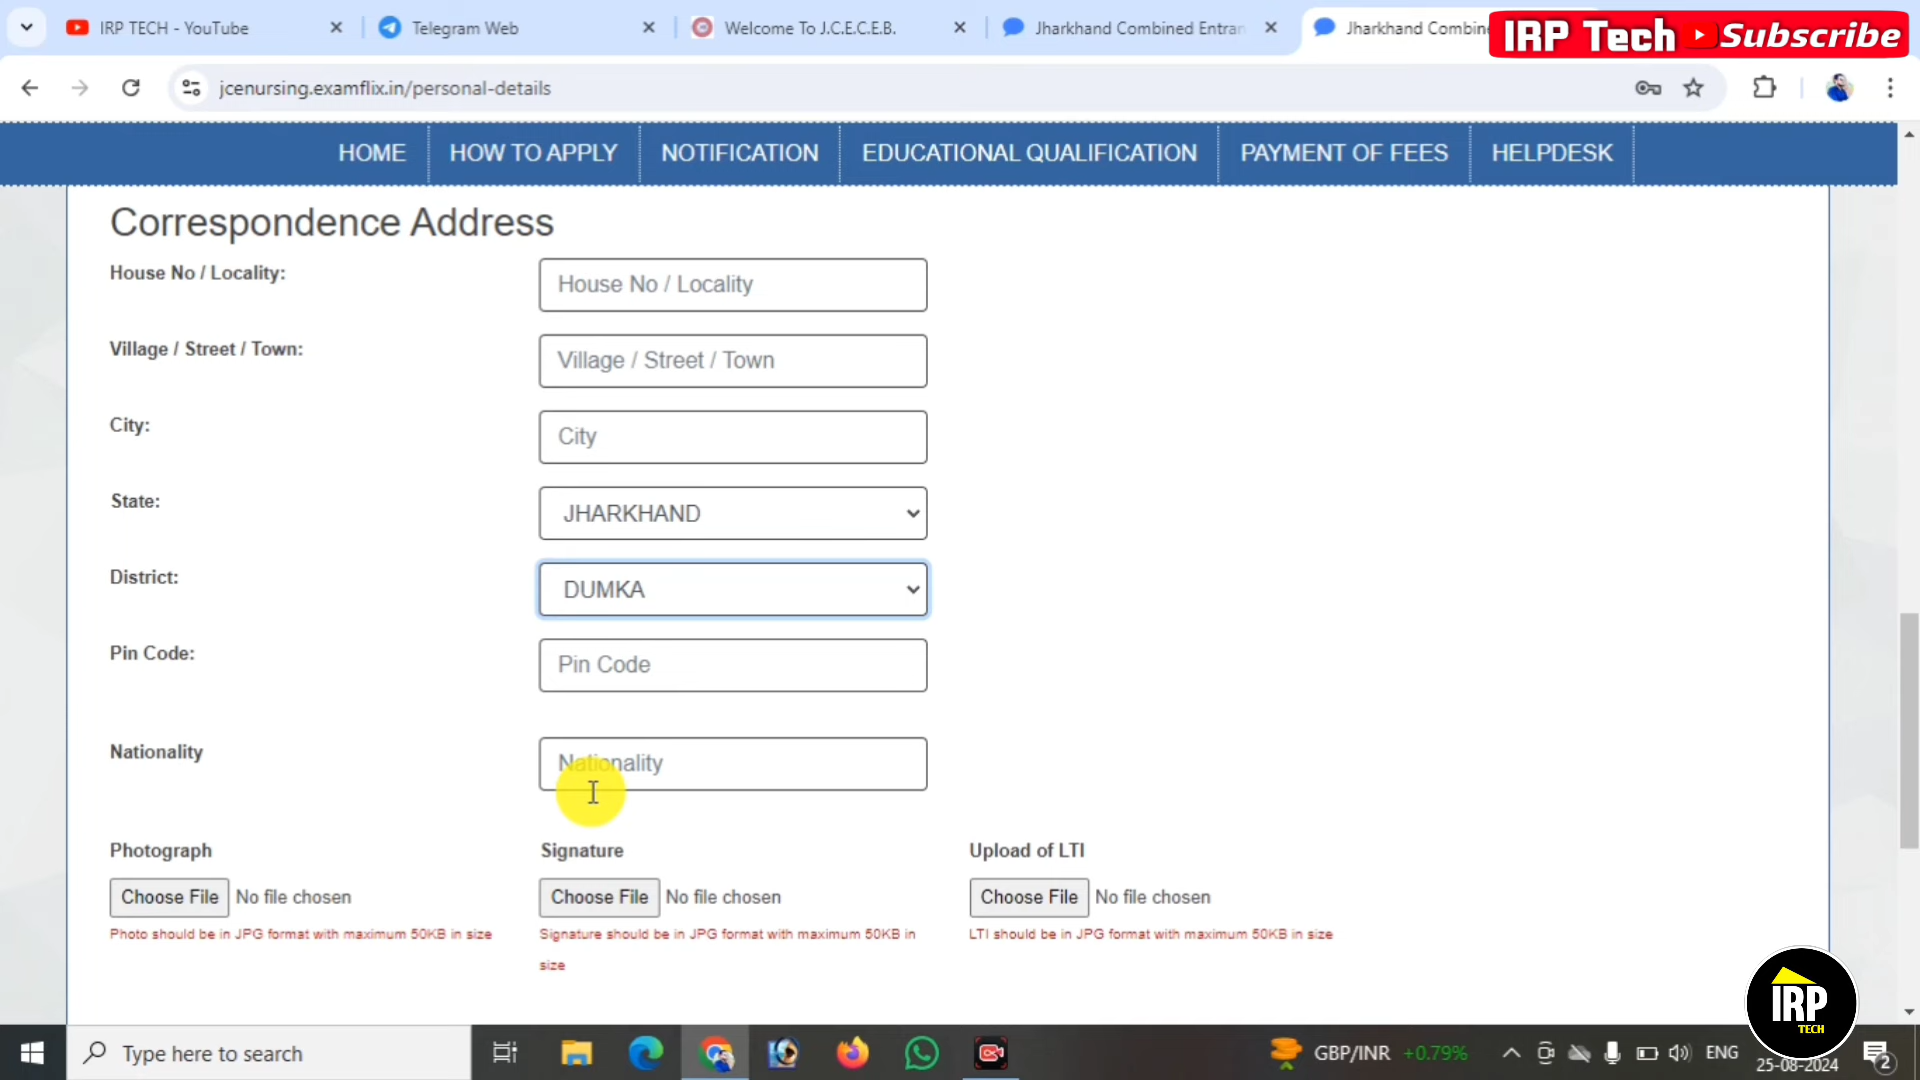 IRP TECH - YouTube
Telegram Web
Welcome To J.C.E.C.E.B.
Jharkhand Combined Entran
Jharkhand Combine
IRP Tech Subscribe
jcenursing.examflix.in/personal-details
HOME
HOW TO APPLY
NOTIFICATION
EDUCATIONAL QUALIFICATION
PAYMENT OF FEES
HELPDESK
Correspondence Address
House No / Locality:
House No / Locality
Village / Street / Town:
Village / Street / Town
City:
City
State:
JHARKHAND
District:
DUMKA
Pin Code:
Pin Code
Nationality
Nationality
Photograph
Signature
Upload of LTI
Choose File No file chosen
Choose File No file chosen
Choose File No file chosen
Photo should be in JPG format with maximum 50KB in size
Signature should be in JPG format with maximum 50KB in
size
LTI should be in JPG format with maximum 50KB in size
IRP
TECH
Type here to search
GBP/INR +0.79%
ENG
25-08-2024
2